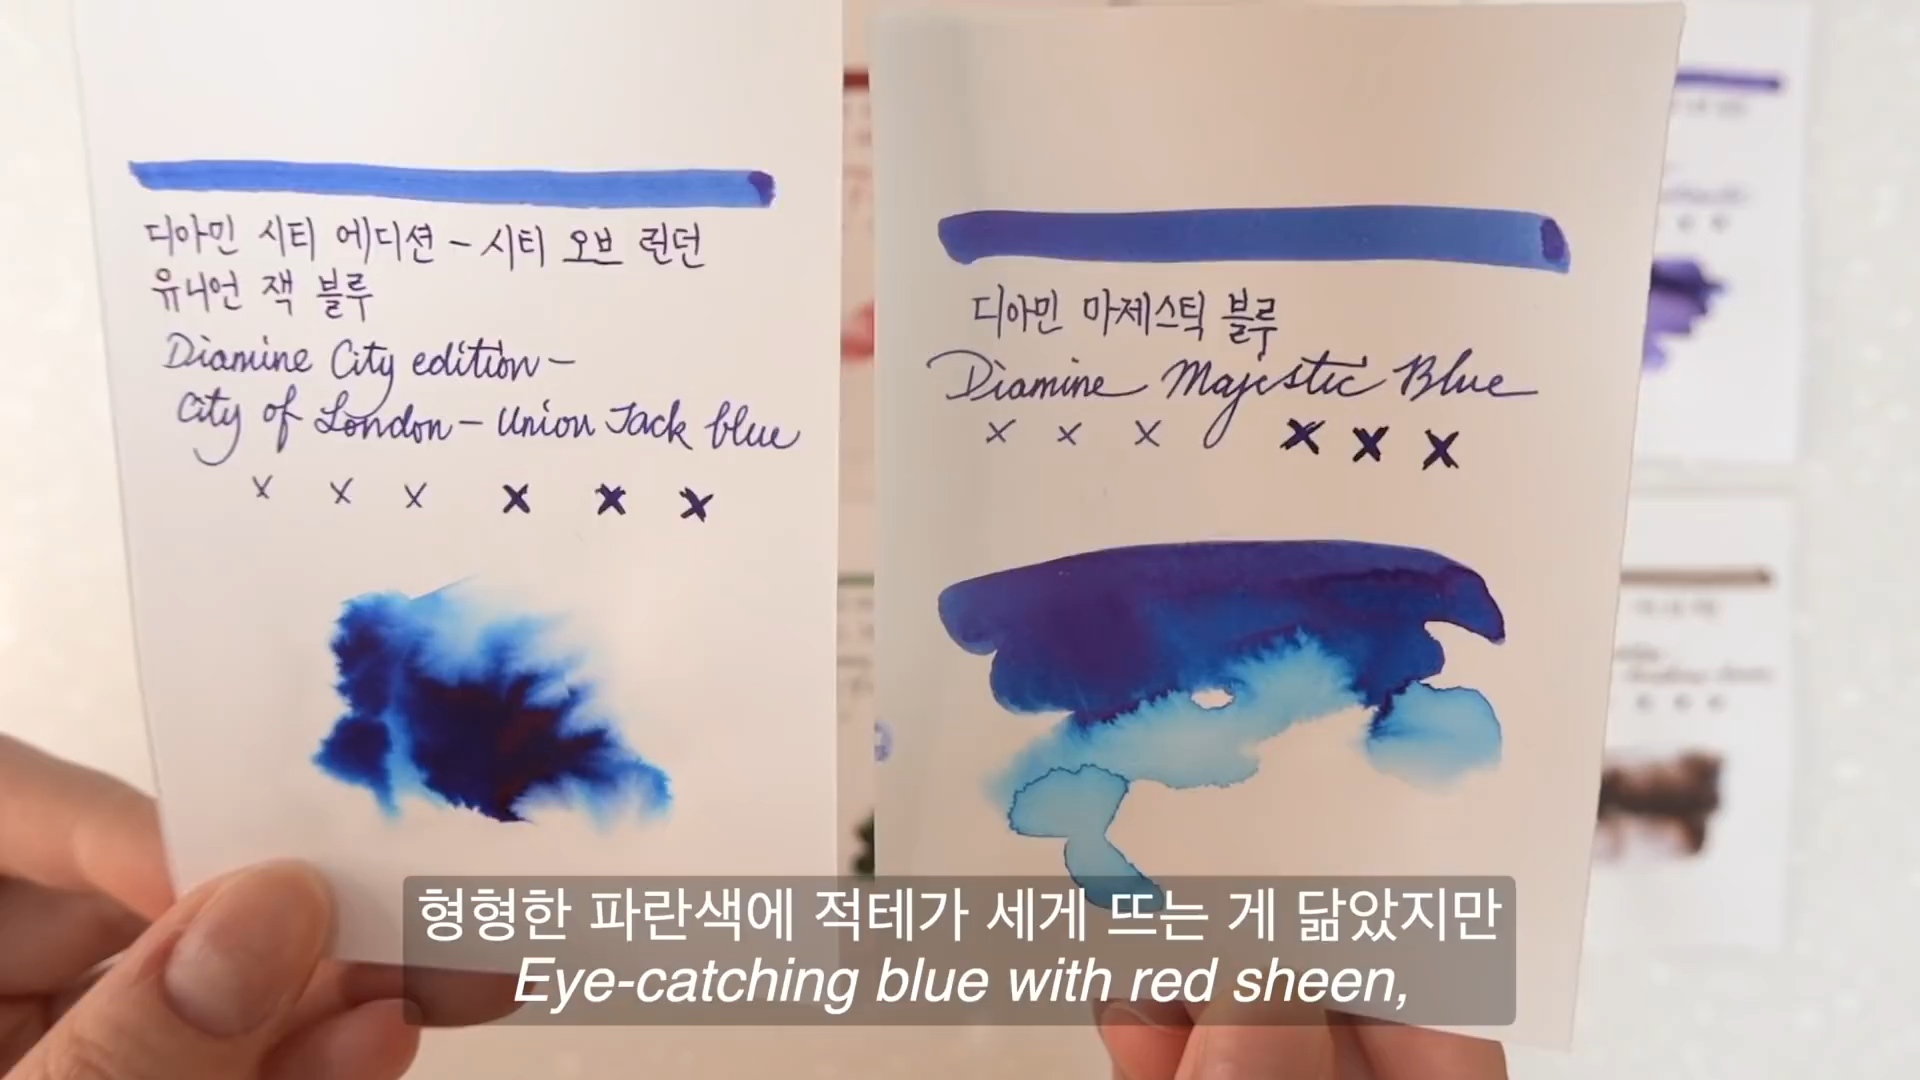 디아민 시티 에디션 – 시티 오브 런던
유니언 잭 블루
Diamine City edition –
City of London – Union Jack blue
x x x x x x
디아민 마제스틱 블루
Diamine Majestic Blue
x x x x x x
형형한 파란색에 적테가 세게 뜨는 게 닮았지만
Eye-catching blue with red sheen,